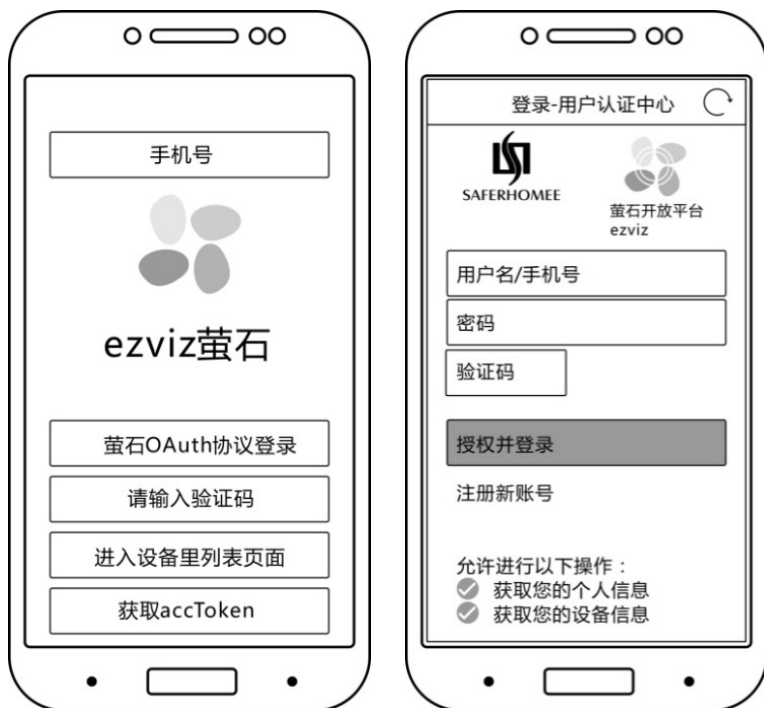 手机号
ezviz萤石
萤石OAuth协议登录
请输入验证码
进入设备里列表页面
获取accToken
登录-用户认证中心
SAFERHOMEE
萤石开放平台
ezviz
用户名/手机号
密码
验证码
授权并登录
注册新账号
允许进行以下操作：
获取您的个人信息
获取您的设备信息